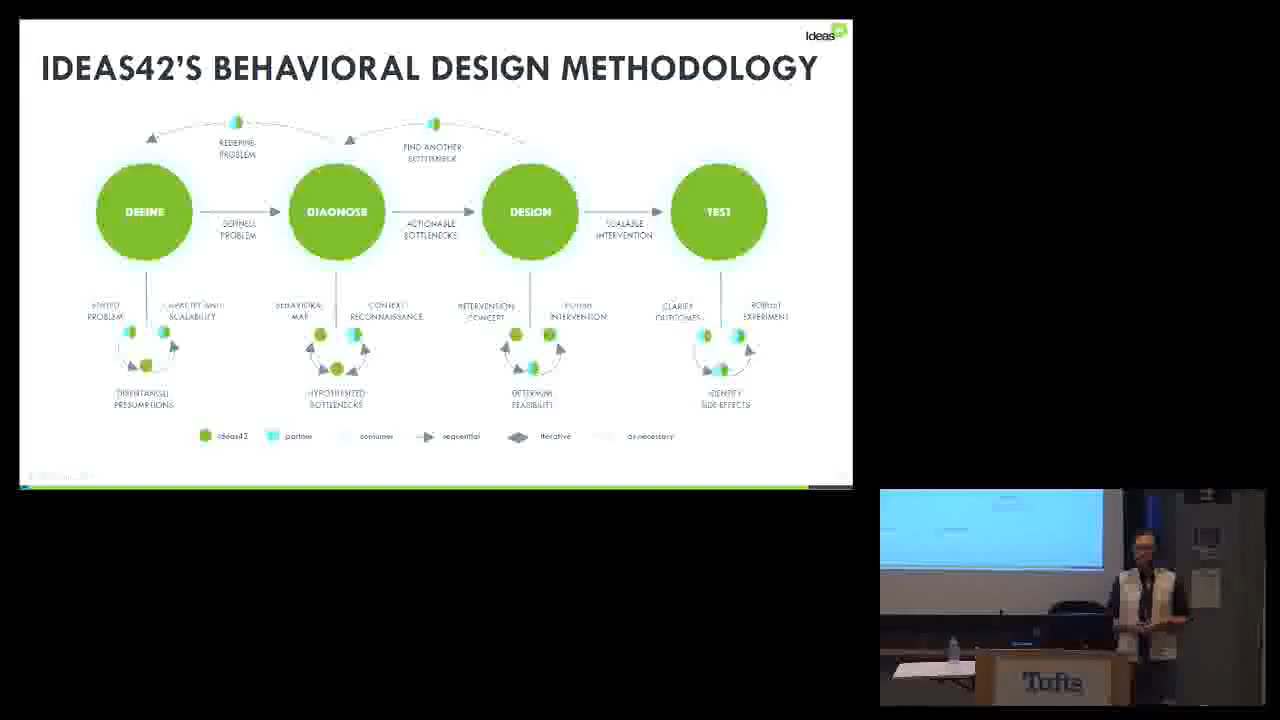 Ideas42
IDEAS42'S BEHAVIORAL DESIGN METHODOLOGY
REDEFINE
PROBLEM
FIND ANOTHER
BOTTLENECK
DEFINE
DIAGNOSE
DESIGN
TEST
DEFINED
PROBLEM
ACTIONABLE
BOTTLENECKS
SCALABLE
INTERVENTION
STATED
PROBLEM
CAPACITY AND
SCALABILITY
BEHAVIORAL
MAP
CONTEXT
RECONNAISSANCE
INTERVENTION
CONCEPT
INTERVENTION
CLARIFY
OUTCOMES
ROBUST
EXPERIMENT
DISENTANGLE
PRESUMPTIONS
HYPOTHESIZED
BOTTLENECKS
DETERMINE
FEASIBILITY
IDENTIFY
SIDE EFFECTS
ideas42
partner
consumer
sequential
iterative
as necessary
Tufts